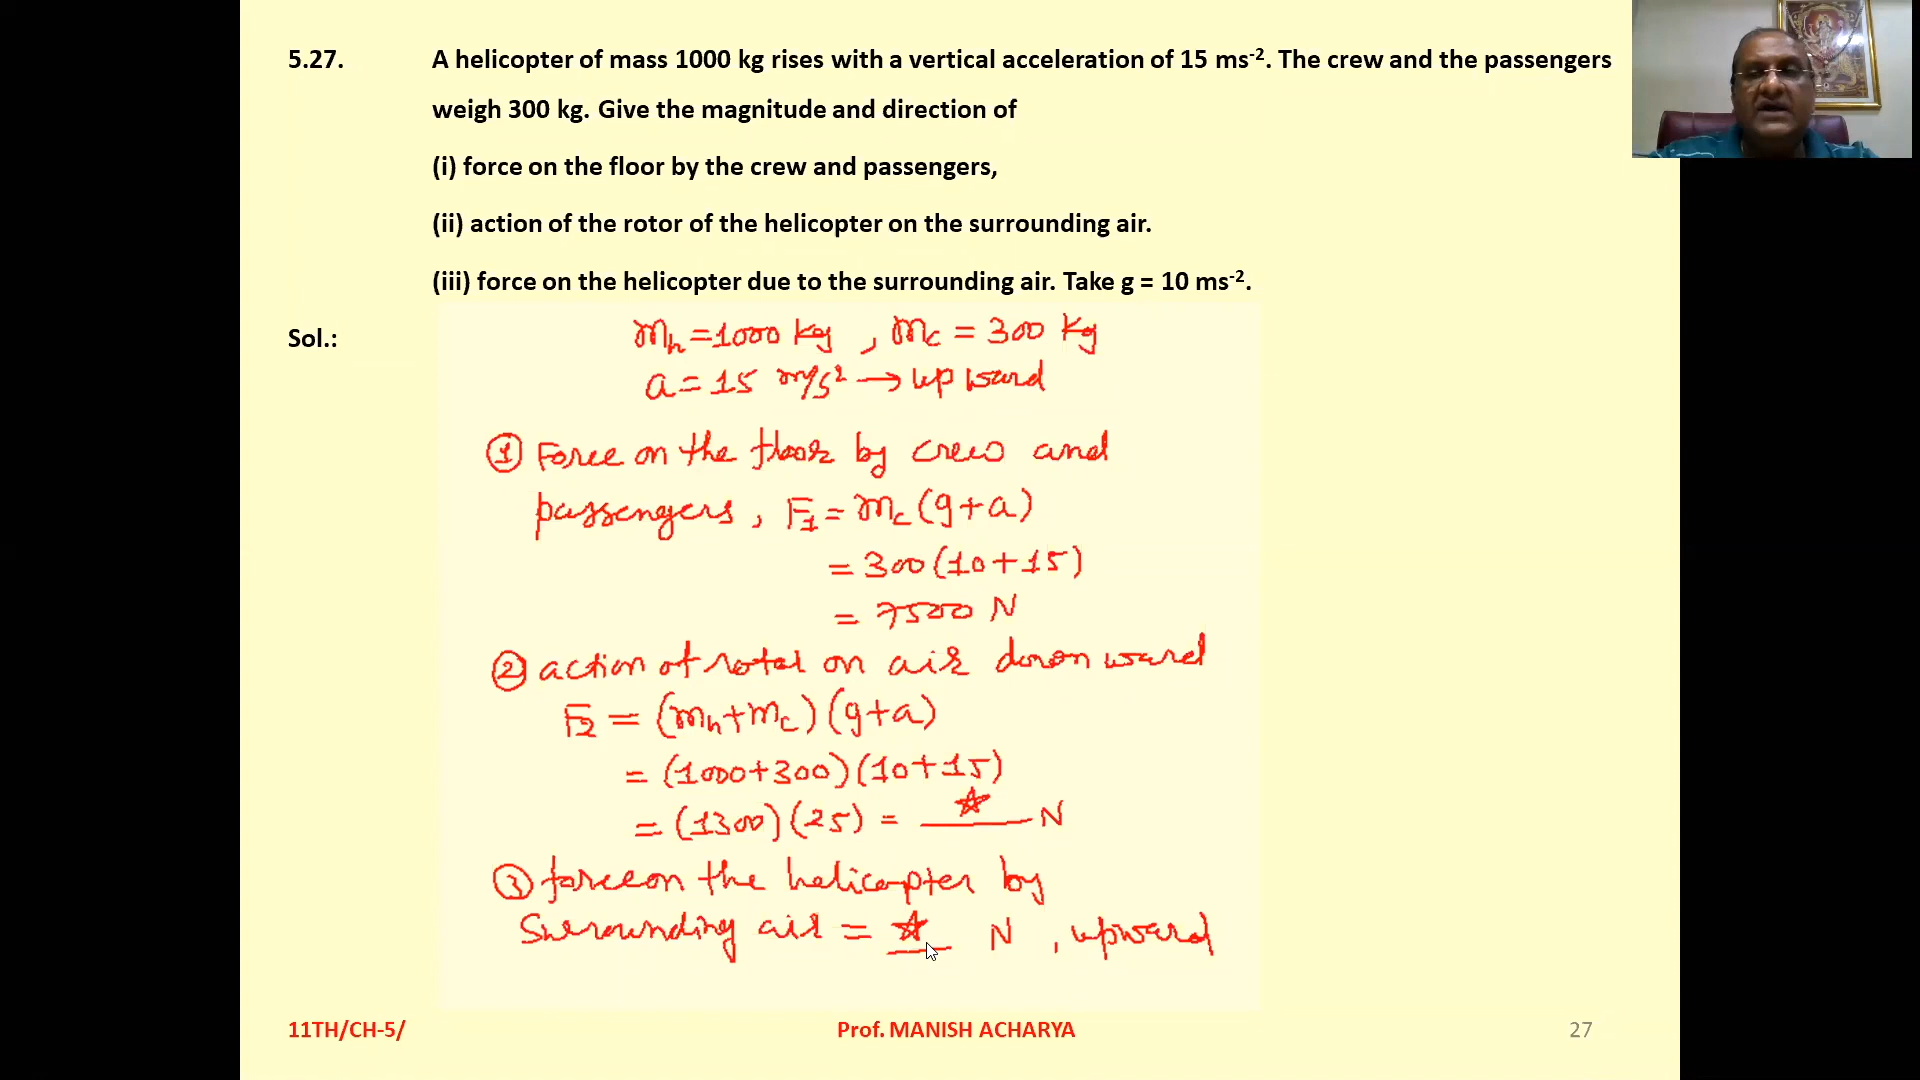 5.27. A helicopter of mass 1000 kg rises with a vertical acceleration of 15 ms⁻². The crew and the passengers
weigh 300 kg. Give the magnitude and direction of
(i) force on the floor by the crew and passengers,
(ii) action of the rotor of the helicopter on the surrounding air.
(iii) force on the helicopter due to the surrounding air. Take g = 10 ms⁻².
Sol.: m_h = 1000 kg, m_c = 300 kg
a = 15 m/s² → upward
① Force on the floor by crew and
passengers, F₁ = m_c (g+a)
= 300 (10+15)
= 7500 N
② action of rotor on air downward
F₂ = (m_h+m_c) (g+a)
= (1000+300) (10+15)
= (1300) (25) = ☆ N
③ force on the helicopter by
surrounding air = ☆ N, upward
11TH/CH-5/ Prof. MANISH ACHARYA 27